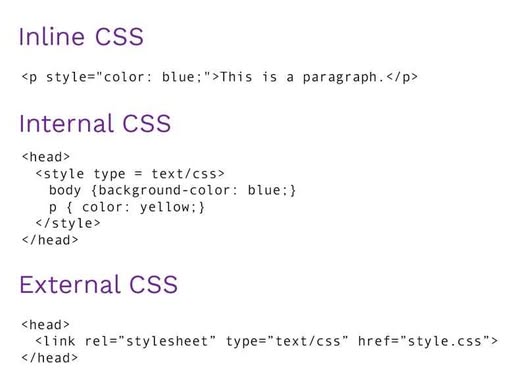 Inline CSS
<p style="color: blue;">This is a paragraph.</p>
Internal CSS
<head>
<style type = text/css>
body {background-color: blue;}
p { color: yellow;}
</style>
</head>
External CSS
<head>
<link rel=”stylesheet” type=”text/css” href=”style.css”>
</head>